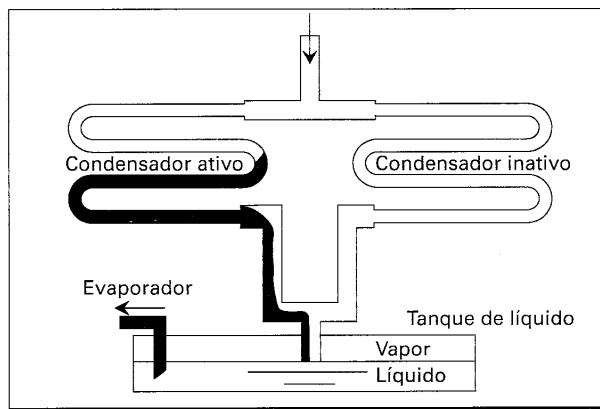 Condensador ativo
Condensador inativo
Evaporador
Tanque de líquido
Vapor
Líquido